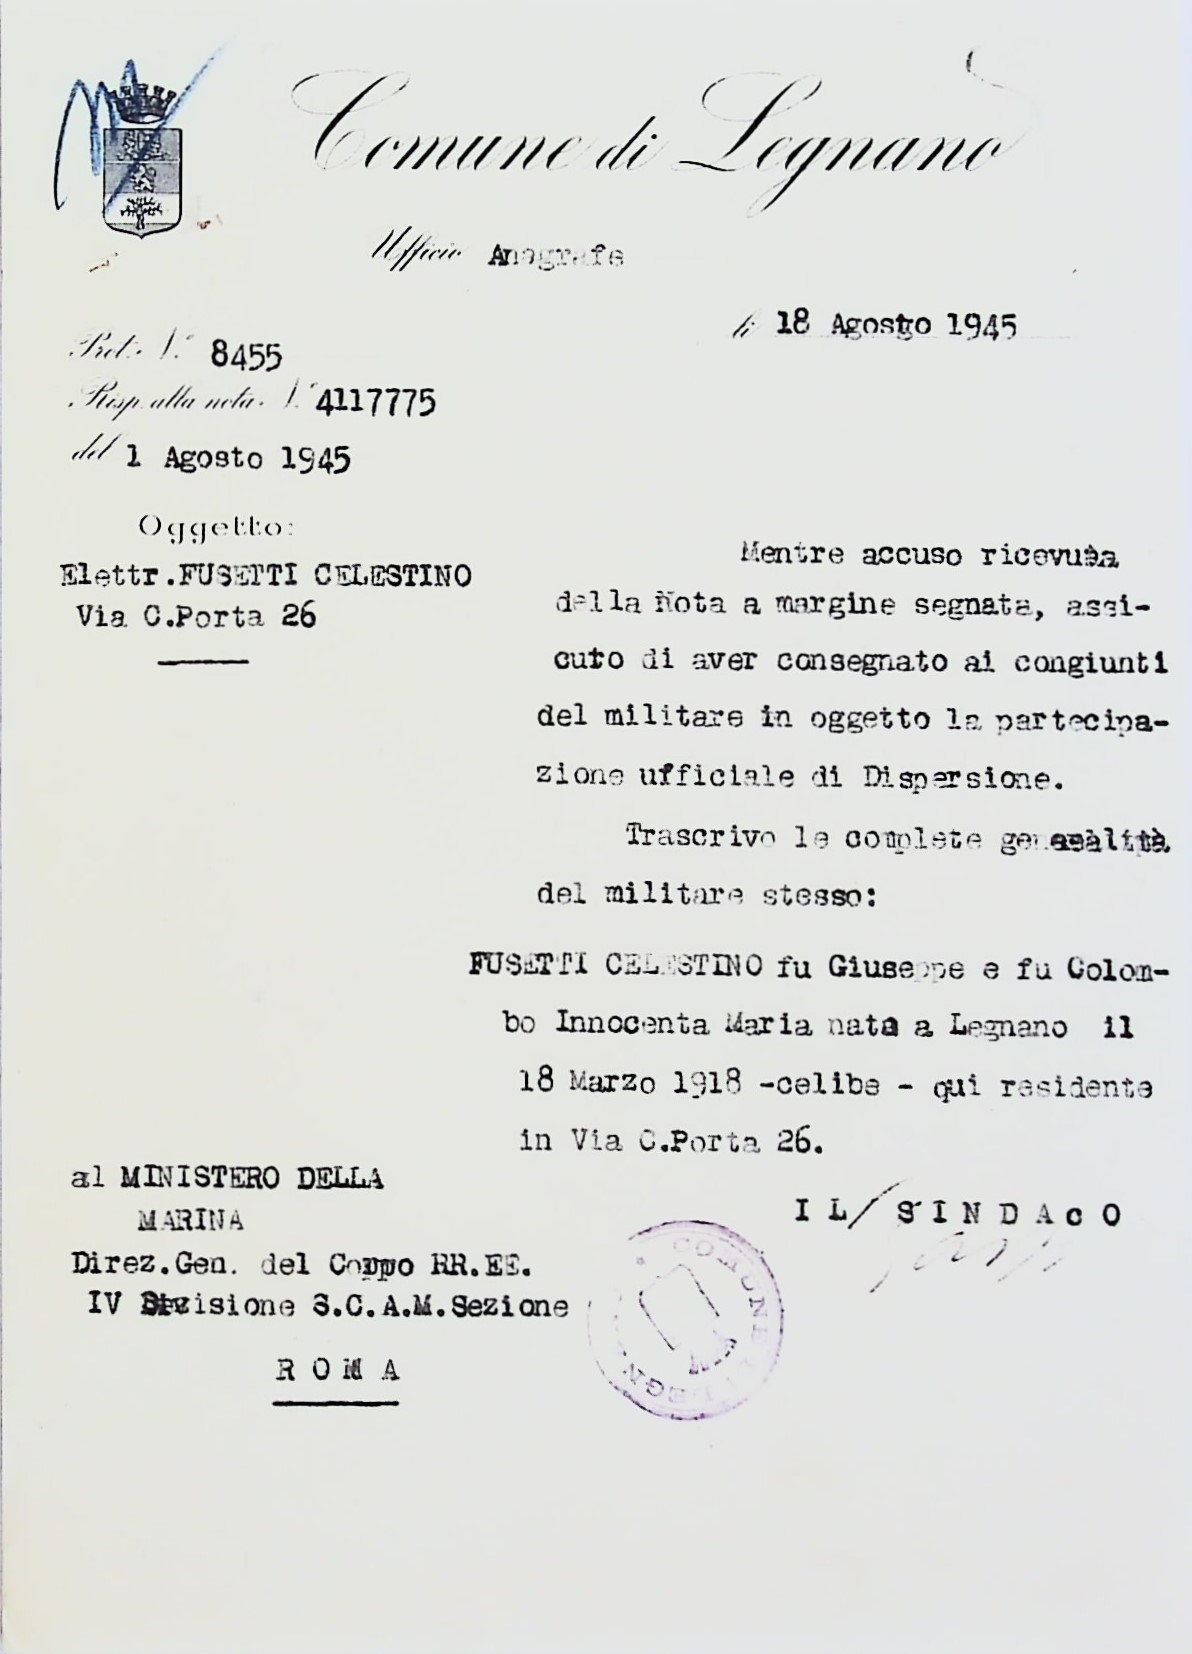 Comune di Legnano
Ufficio Anagrafe
li 18 Agosto 1945
Prot. N.° 8455
Risp. alla nota N.° 4117775
del 1 Agosto 1945
Oggetto:
Elettr.FUSETTI CELESTINO
Via C.Porta 26
Mentre accuso ricevuta
della Nota a margine segnata, assi-
curo di aver consegnato ai congiunti
del militare in oggetto la partecipa-
zione ufficiale di Dispersione.
Trascrivo le complete generalità
del militare stesso:
FUSETTI CELESTINO fu Giuseppe e fu Colom-
bo Innocenta Maria nato a Legnano il
18 Marzo 1918 -celibe - qui residente
in Via C.Porta 26.
al MINISTERO DELLA
MARINA
Direz.Gen. del Corpo RR.EE.
IV Divisione S.C.A.M.Sezione
ROMA
IL SINDACO
COMUNE DI LEGNANO